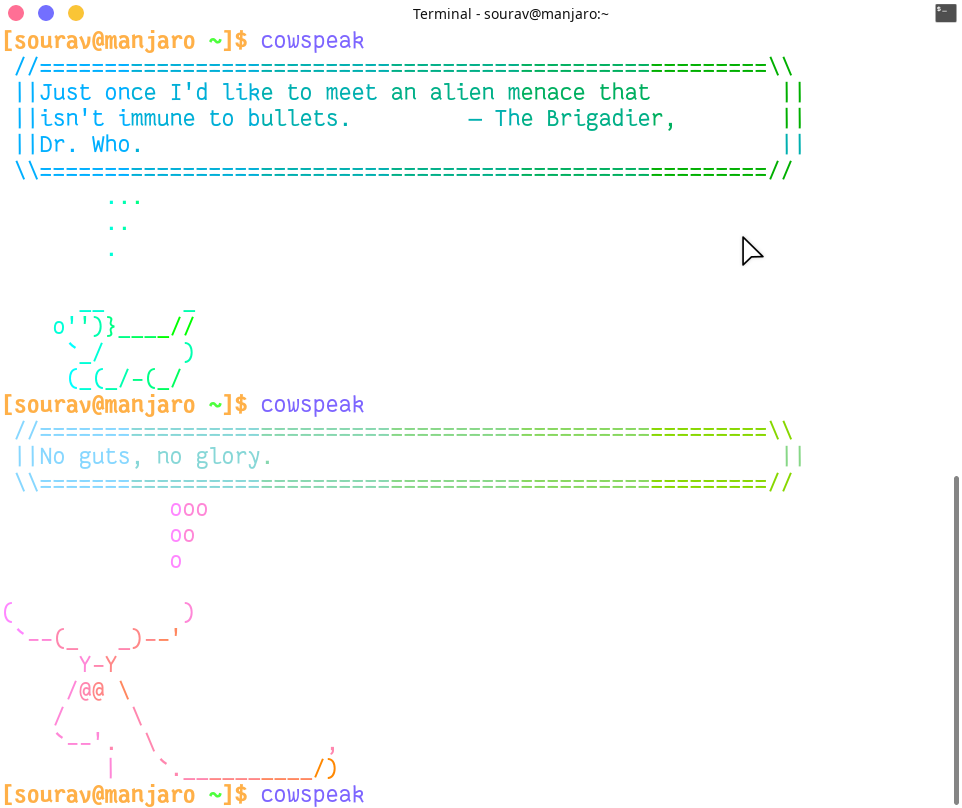 Terminal - sourav@manjaro:~
[sourav@manjaro ~]$ cowspeak
 //========================================================\\
 ||Just once I'd like to meet an alien menace that          ||
 ||isn't immune to bullets.         — The Brigadier,        ||
 ||Dr. Who.                                                 ||
 \\========================================================//
        ...
        ..
        .

      __      _
    o'')}____//
     `_/      )
     (_(_/-(_/
[sourav@manjaro ~]$ cowspeak
 //========================================================\\
 ||No guts, no glory.                                       ||
 \\========================================================//
             ooo
             oo
             o

(             )
 `--(_   _)--'
      Y-Y
     /@@ \
    /     \
    `--'.  \             ,
        |   `.__________/)
[sourav@manjaro ~]$ cowspeak